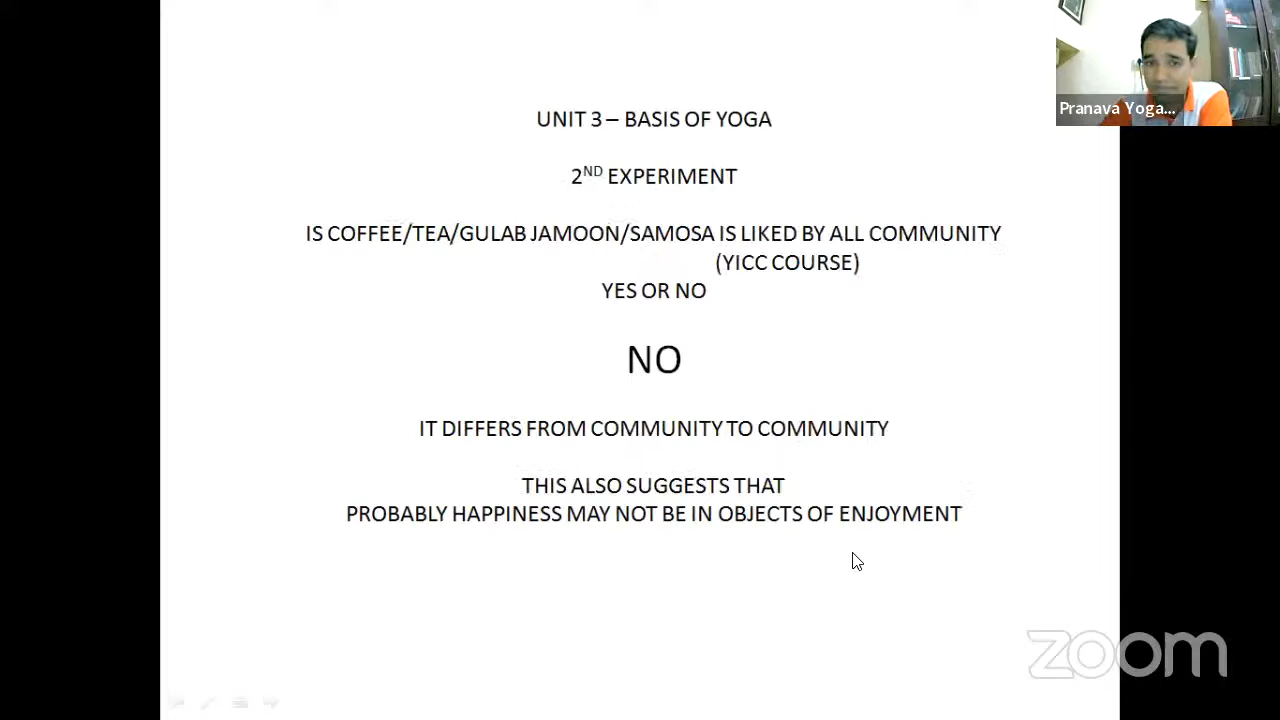 Pranava Yoga...
UNIT 3 – BASIS OF YOGA
2ND EXPERIMENT
IS COFFEE/TEA/GULAB JAMOON/SAMOSA IS LIKED BY ALL COMMUNITY
(YICC COURSE)
YES OR NO
NO
IT DIFFERS FROM COMMUNITY TO COMMUNITY
THIS ALSO SUGGESTS THAT
PROBABLY HAPPINESS MAY NOT BE IN OBJECTS OF ENJOYMENT
zoom